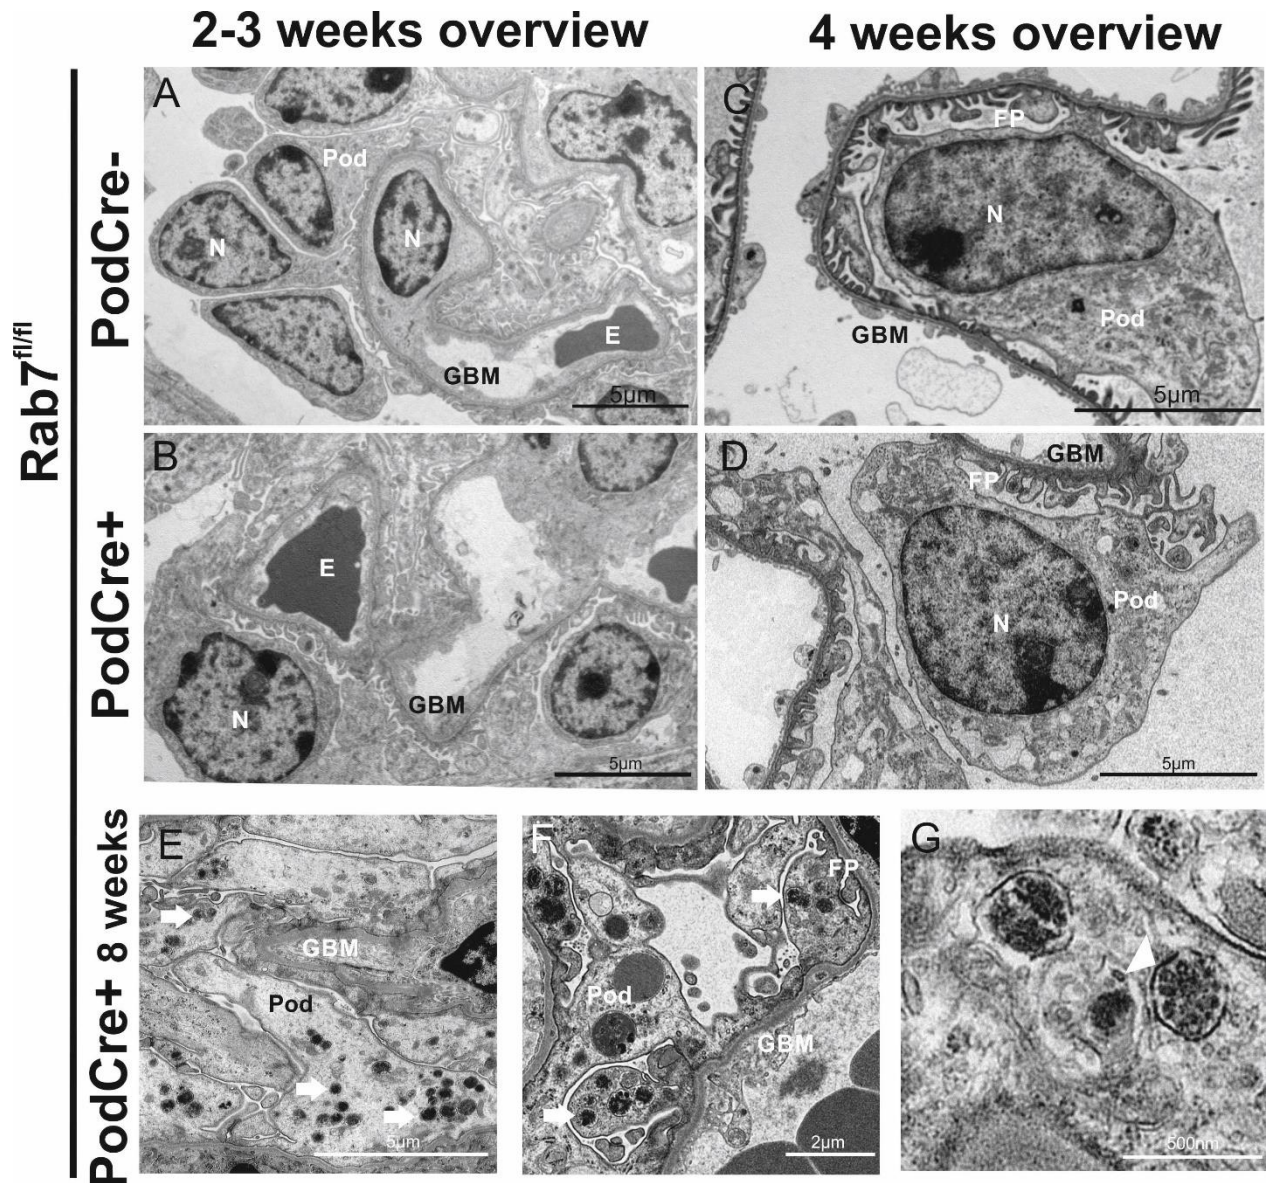 2-3 weeks overview
4 weeks overview
Rab7fl/fl
PodCre-
A
Pod
N
N
E
GBM
5µm
C
FP
N
Pod
GBM
5µm
PodCre+
B
E
N
GBM
5µm
D
GBM
FP
Pod
N
5µm
PodCre+ 8 weeks
E
GBM
Pod
5µm
F
FP
Pod
GBM
2µm
G
500nm